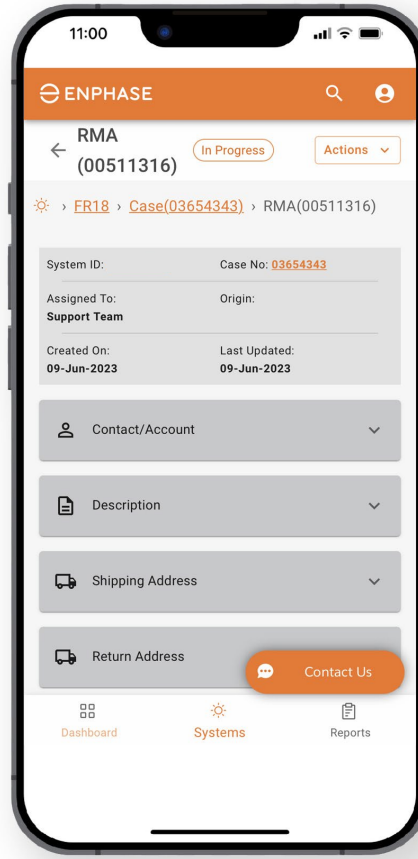 11:00
ENPHASE
RMA
(00511316)
In Progress
Actions
› FR18 › Case(03654343) › RMA(00511316)
System ID:
Case No: 03654343
Assigned To:
Support Team
Origin:
Created On:
09-Jun-2023
Last Updated:
09-Jun-2023
Contact/Account
Description
Shipping Address
Return Address
Contact Us
Dashboard
Systems
Reports